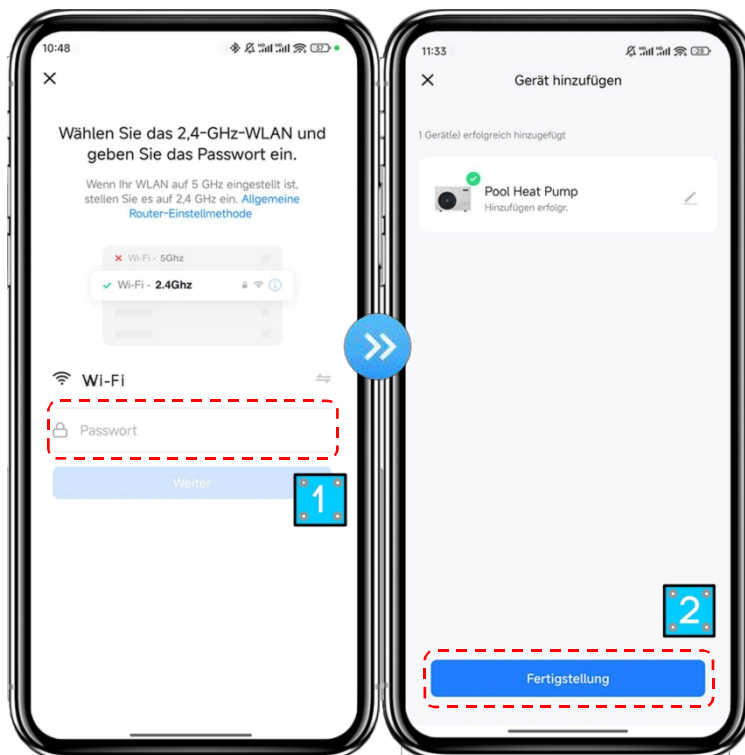 10:48
37
Wählen Sie das 2,4-GHz-WLAN und
geben Sie das Passwort ein.
Wenn Ihr WLAN auf 5 GHz eingestellt ist,
stellen Sie es auf 2,4 GHz ein. Allgemeine
Router-Einstellmethode
Wi-Fi - 5Ghz
Wi-Fi - 2.4Ghz
Wi-Fi
Passwort
Weiter
1
11:33
28
Gerät hinzufügen
1 Gerät(e) erfolgreich hinzugefügt
Pool Heat Pump
Hinzufügen erfolgr.
2
Fertigstellung